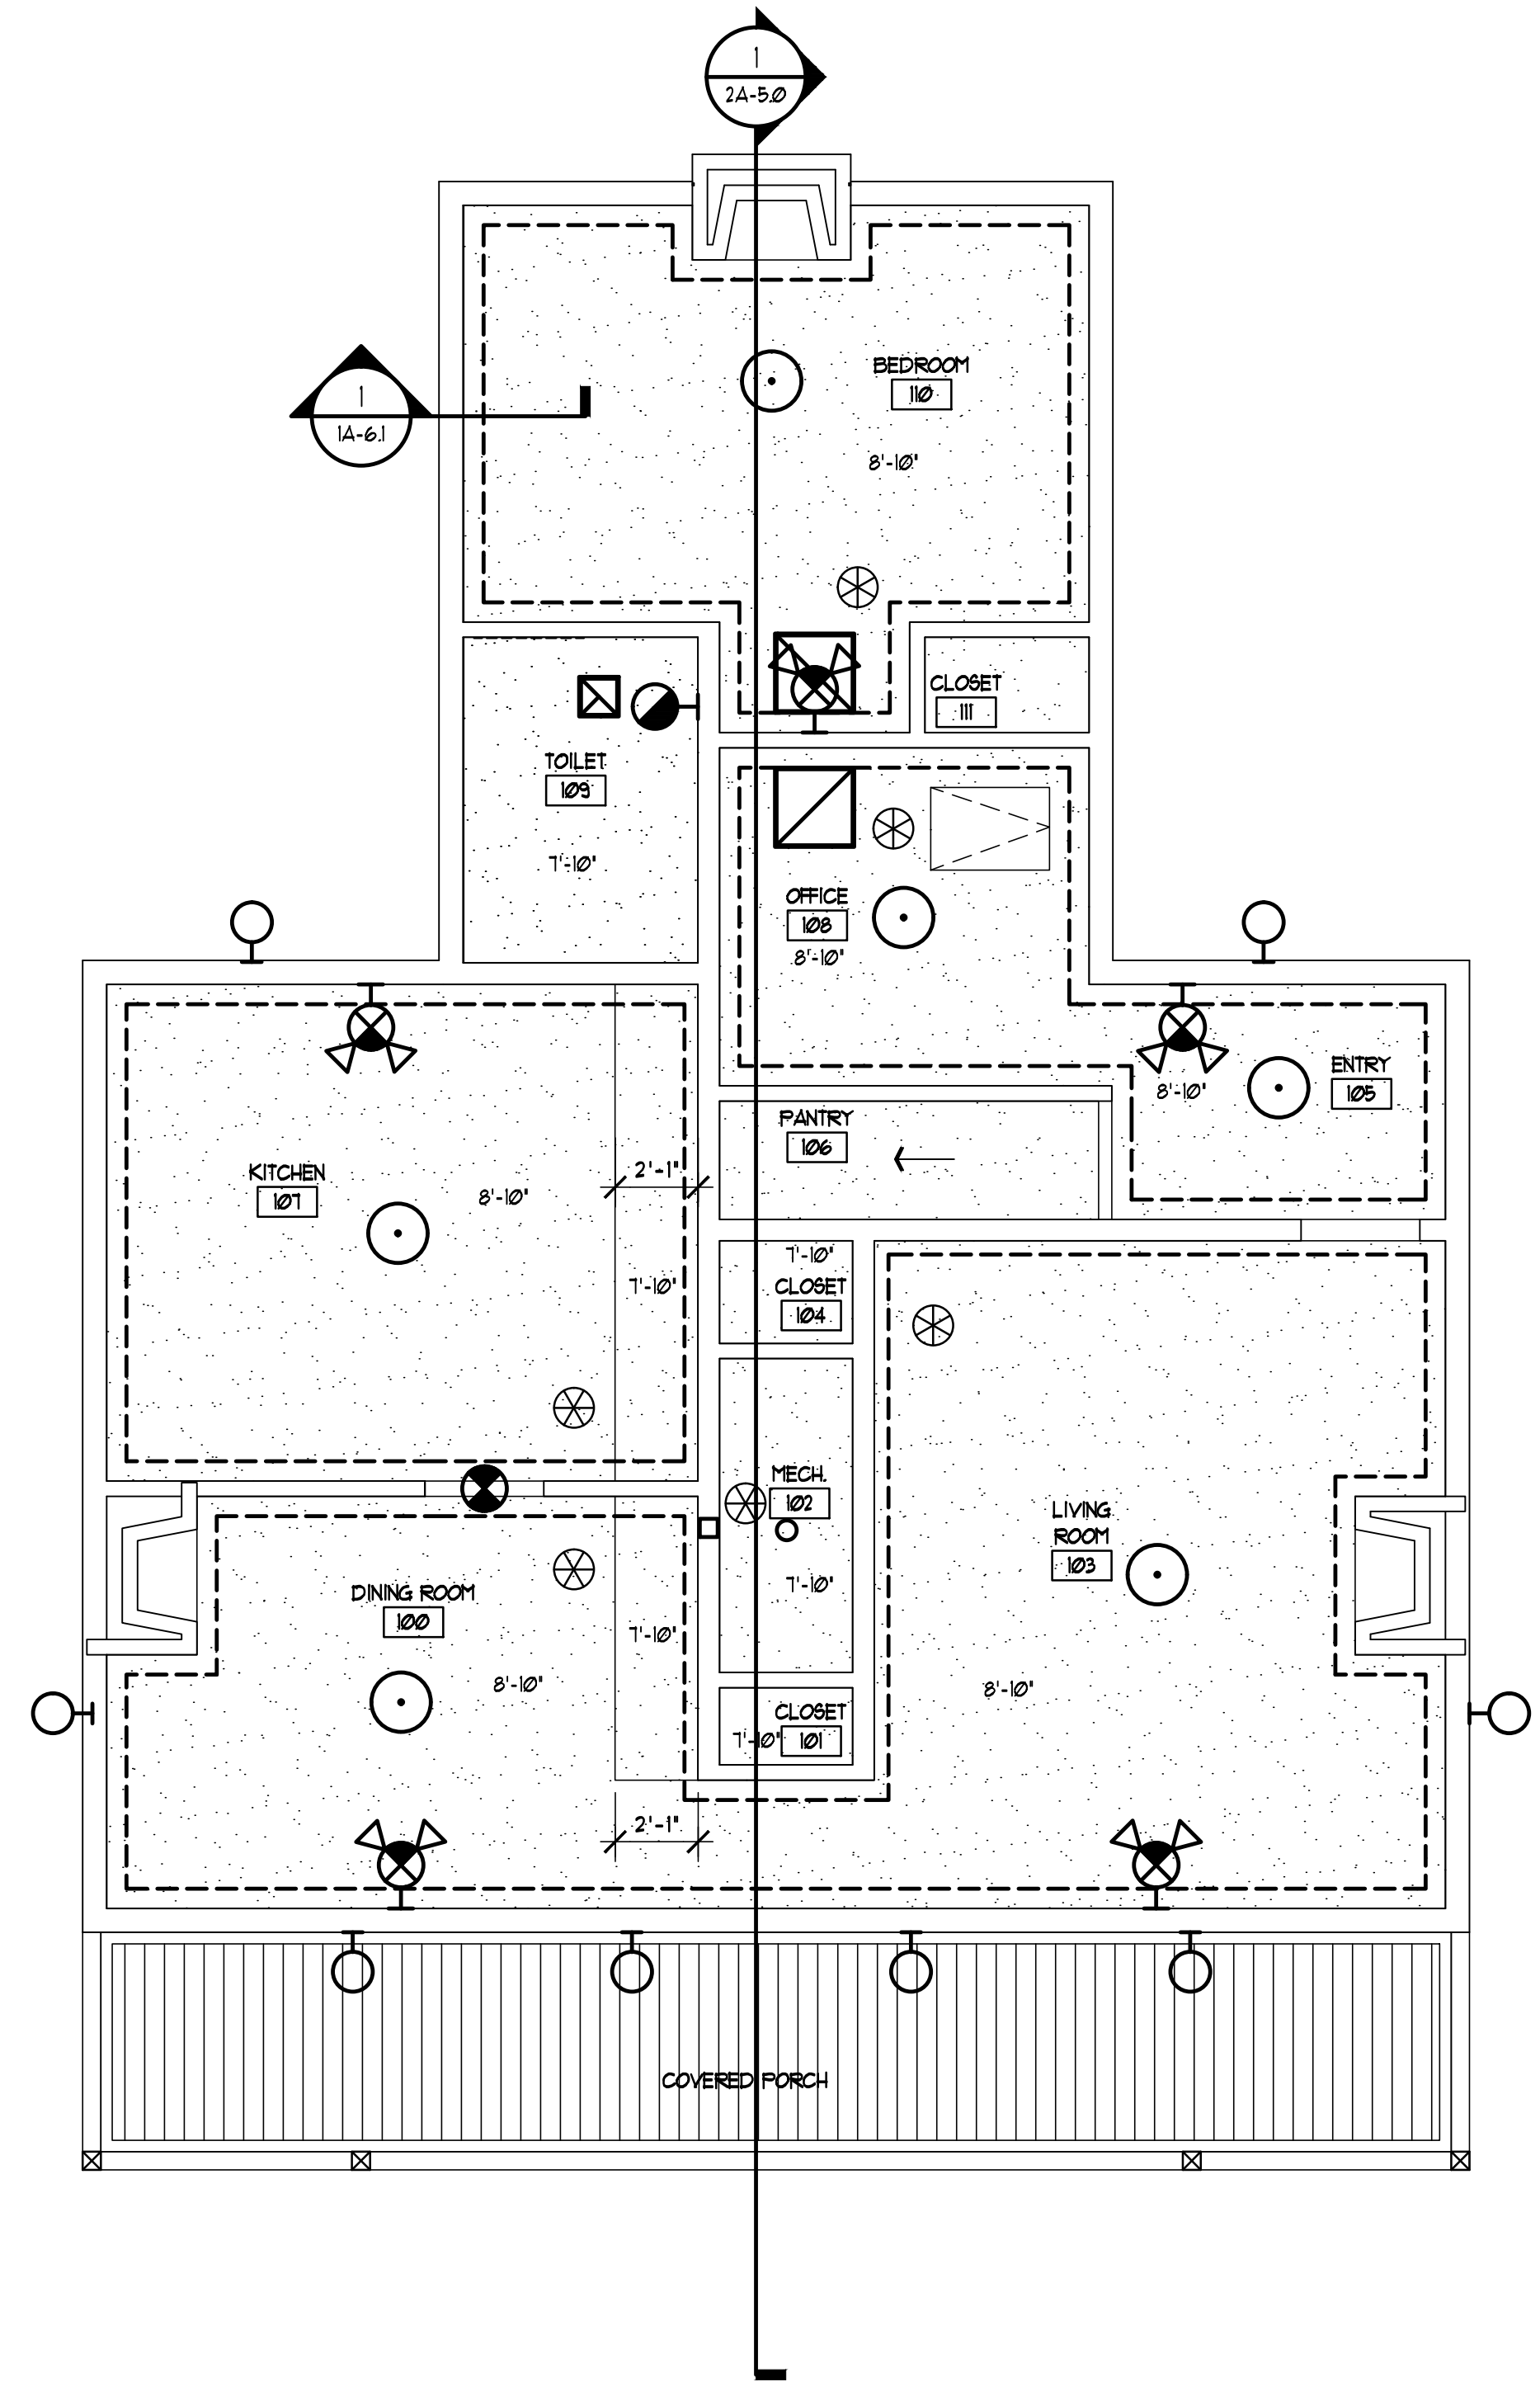 1
2A-5.0
BEDROOM
110
1
1A-6.1
8'-10"
CLOSET
111
TOILET
109
7'-10"
OFFICE
108
8'-10"
ENTRY
105
8'-10"
PANTRY
106
KITCHEN
107
8'-10"
2'-1"
7'-10"
7'-10"
CLOSET
104
MECH.
102
7'-10"
LIVING
ROOM
103
8'-10"
DINING ROOM
100
7'-10"
8'-10"
CLOSET
7'-10"
101
2'-1"
COVERED PORCH